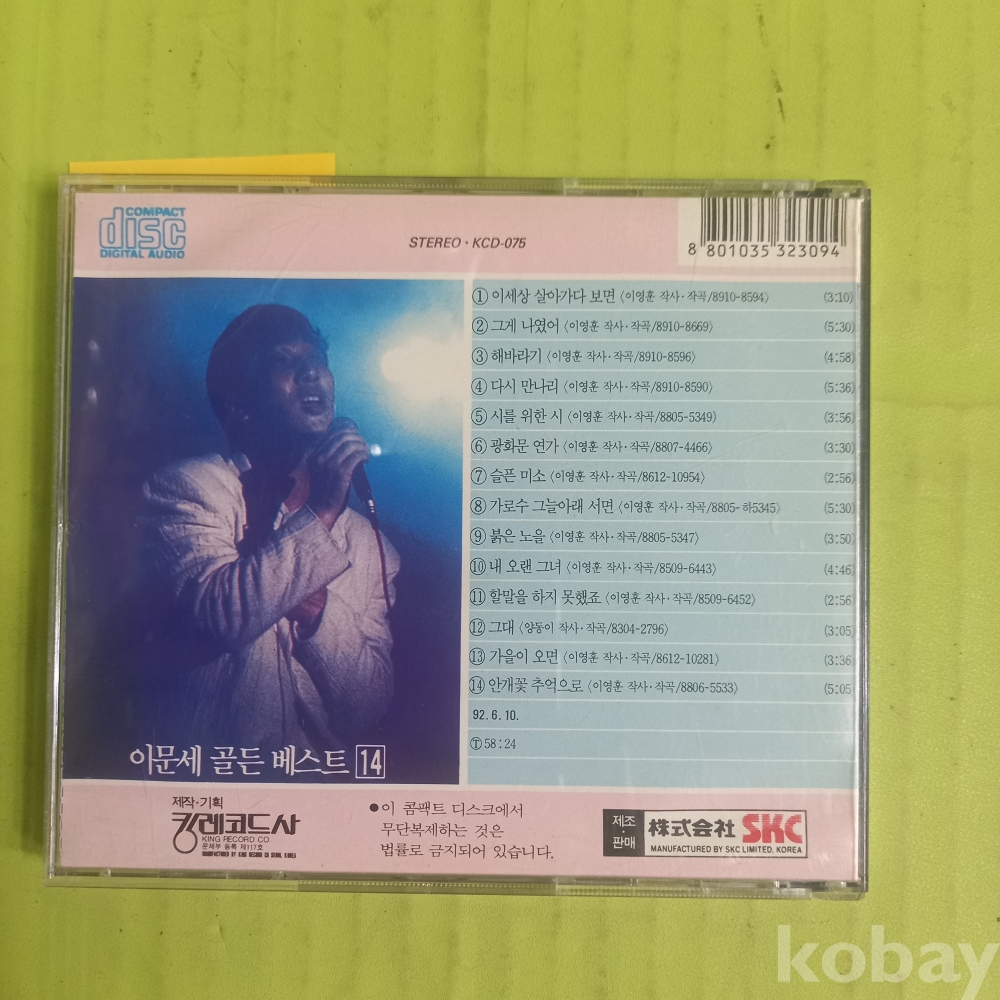 COMPACT
disc
DIGITAL AUDIO
STEREO · KCD-075
8 801035 323094
① 이세상 살아가다 보면 〈이영훈 작사·작곡/8910-8594〉 (3:10)
② 그게 나였어 〈이영훈 작사·작곡/8910-8669〉 (5:30)
③ 해바라기 〈이영훈 작사·작곡/8910-8596〉 (4:58)
④ 다시 만나리 〈이영훈 작사·작곡/8910-8590〉 (5:36)
⑤ 시를 위한 시 〈이영훈 작사·작곡/8805-5349〉 (3:56)
⑥ 광화문 연가 〈이영훈 작사·작곡/8807-4466〉 (3:30)
⑦ 슬픈 미소 〈이영훈 작사·작곡/8612-10954〉 (2:56)
⑧ 가로수 그늘아래 서면 〈이영훈 작사·작곡/8805-하5345〉 (5:30)
⑨ 붉은 노을 〈이영훈 작사·작곡/8805-5347〉 (3:50)
⑩ 내 오랜 그녀 〈이영훈 작사·작곡/8509-6443〉 (4:46)
⑪ 할말을 하지 못했죠 〈이영훈 작사·작곡/8509-6452〉 (2:56)
⑫ 그대 〈양동이 작사·작곡/8304-2796〉 (3:05)
⑬ 가을이 오면 〈이영훈 작사·작곡/8612-10281〉 (3:36)
⑭ 안개꽃 추억으로 〈이영훈 작사·작곡/8806-5533〉 (5:05)
92. 6. 10.
Ⓣ 58 : 24
이문세 골든 베스트 14
제작·기획
킹레코드사
KING RECORD CO.
문체부 등록 제117호
MANUFACTURED BY KING RECORD CO. SEOUL, KOREA
● 이 콤팩트 디스크에서
무단복제하는 것은
법률로 금지되어 있습니다.
제조·판매
株式会社 SKC
MANUFACTURED BY SKC LIMITED, KOREA
kobay